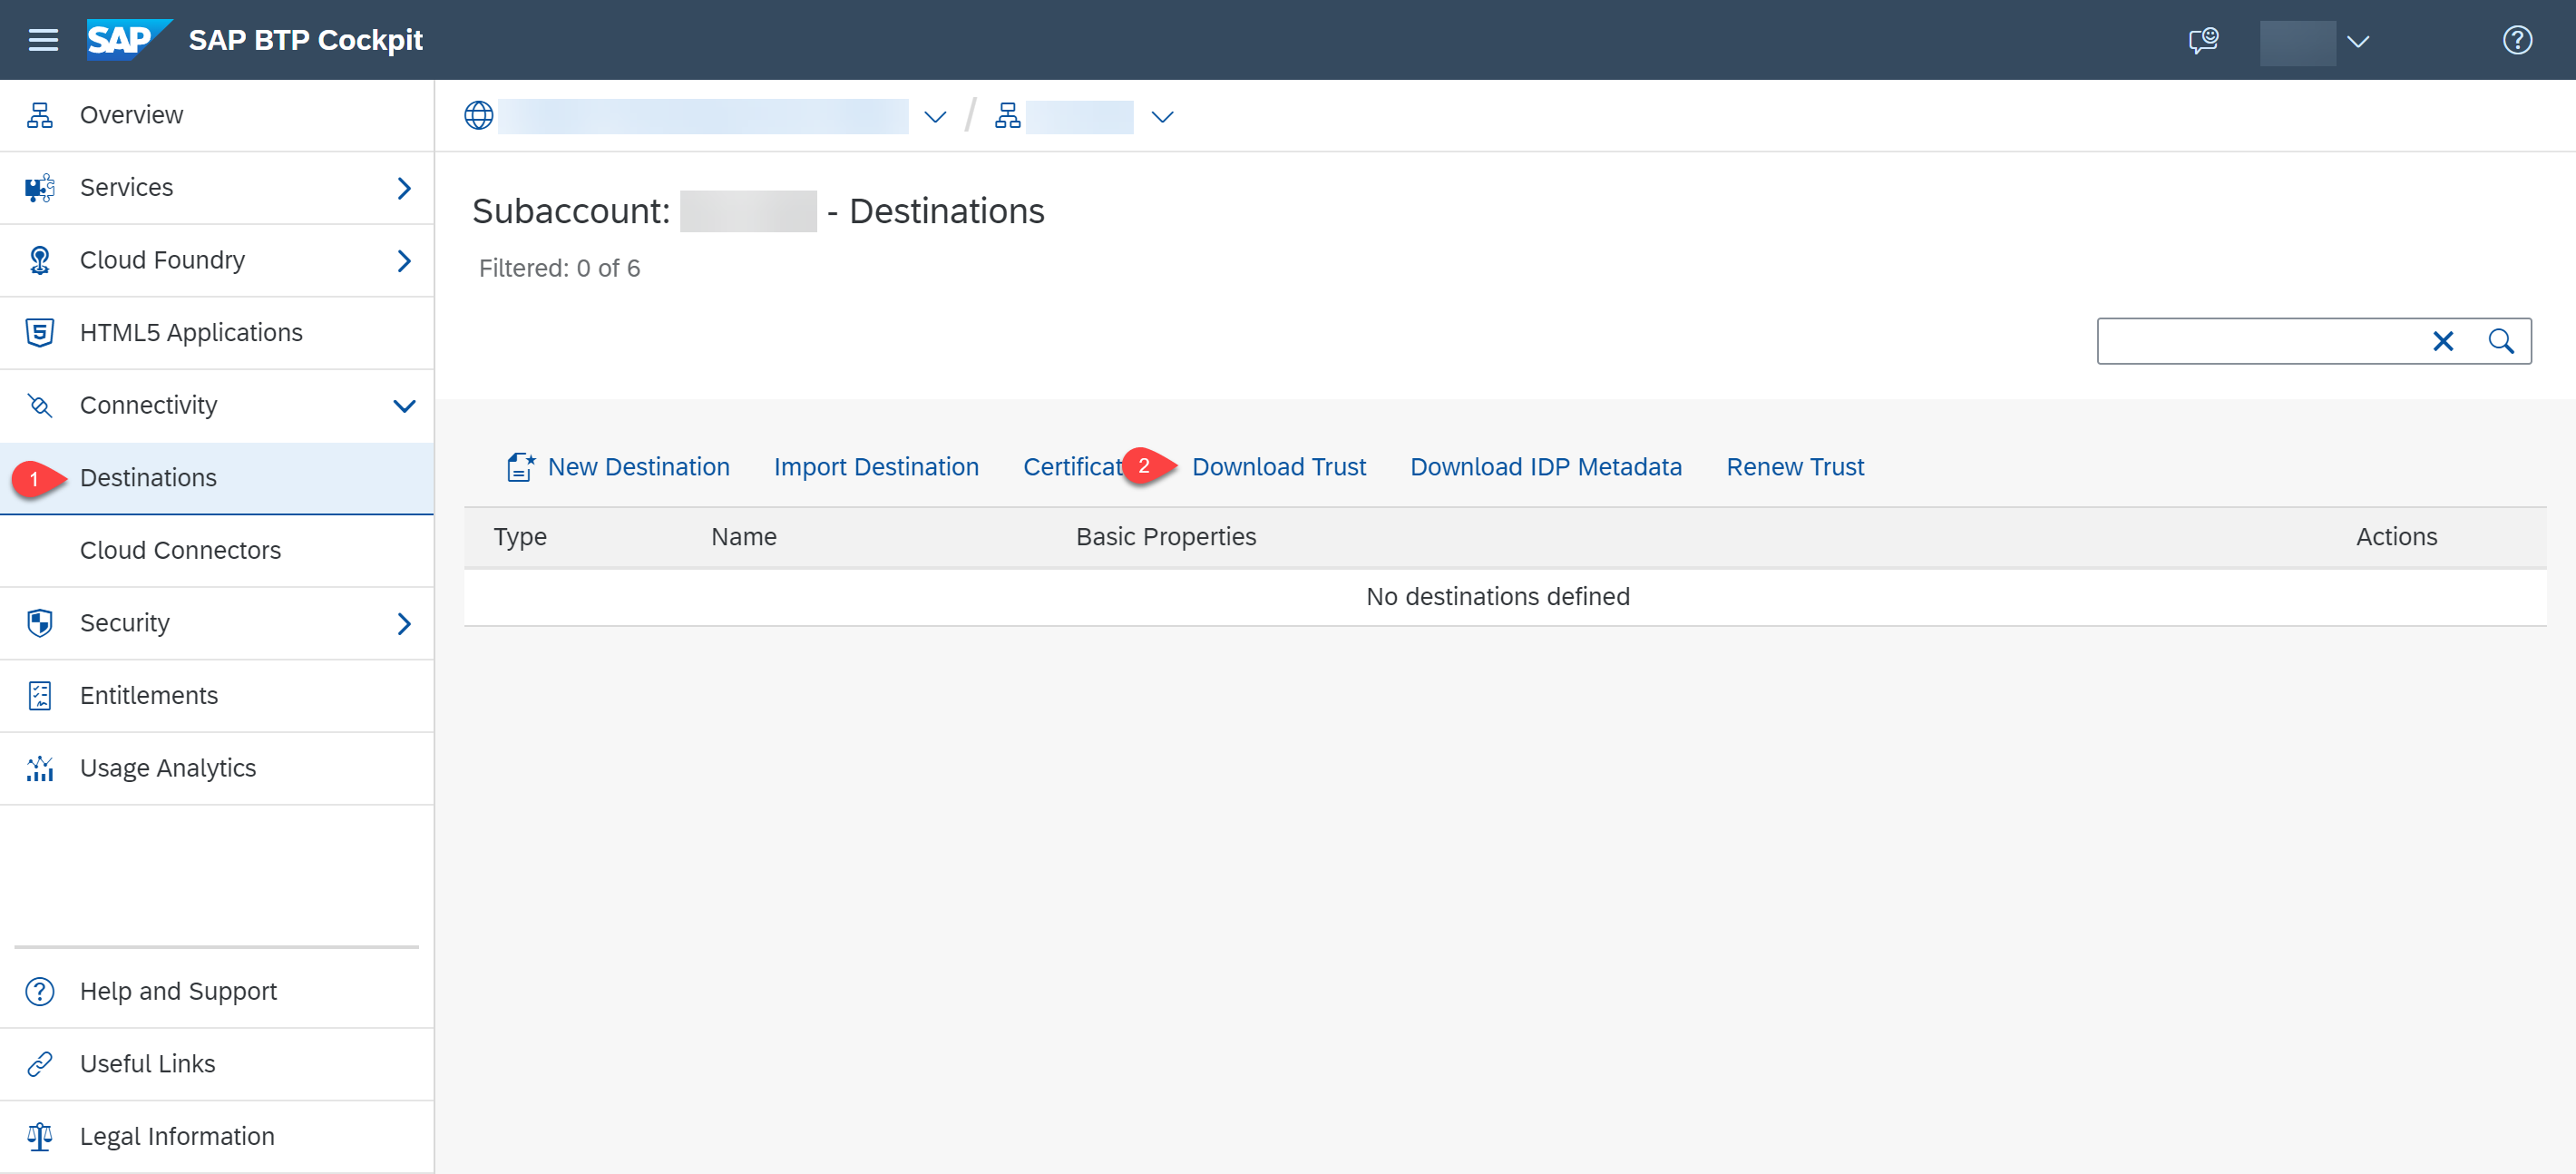 SAP SAP BTP Cockpit
Overview
Services
Cloud Foundry
HTML5 Applications
Connectivity
1 Destinations
Cloud Connectors
Security
Entitlements
Usage Analytics
Help and Support
Useful Links
Legal Information
/
Subaccount: - Destinations
Filtered: 0 of 6
New Destination Import Destination Certificat 2 Download Trust Download IDP Metadata Renew Trust
Type Name Basic Properties Actions
No destinations defined